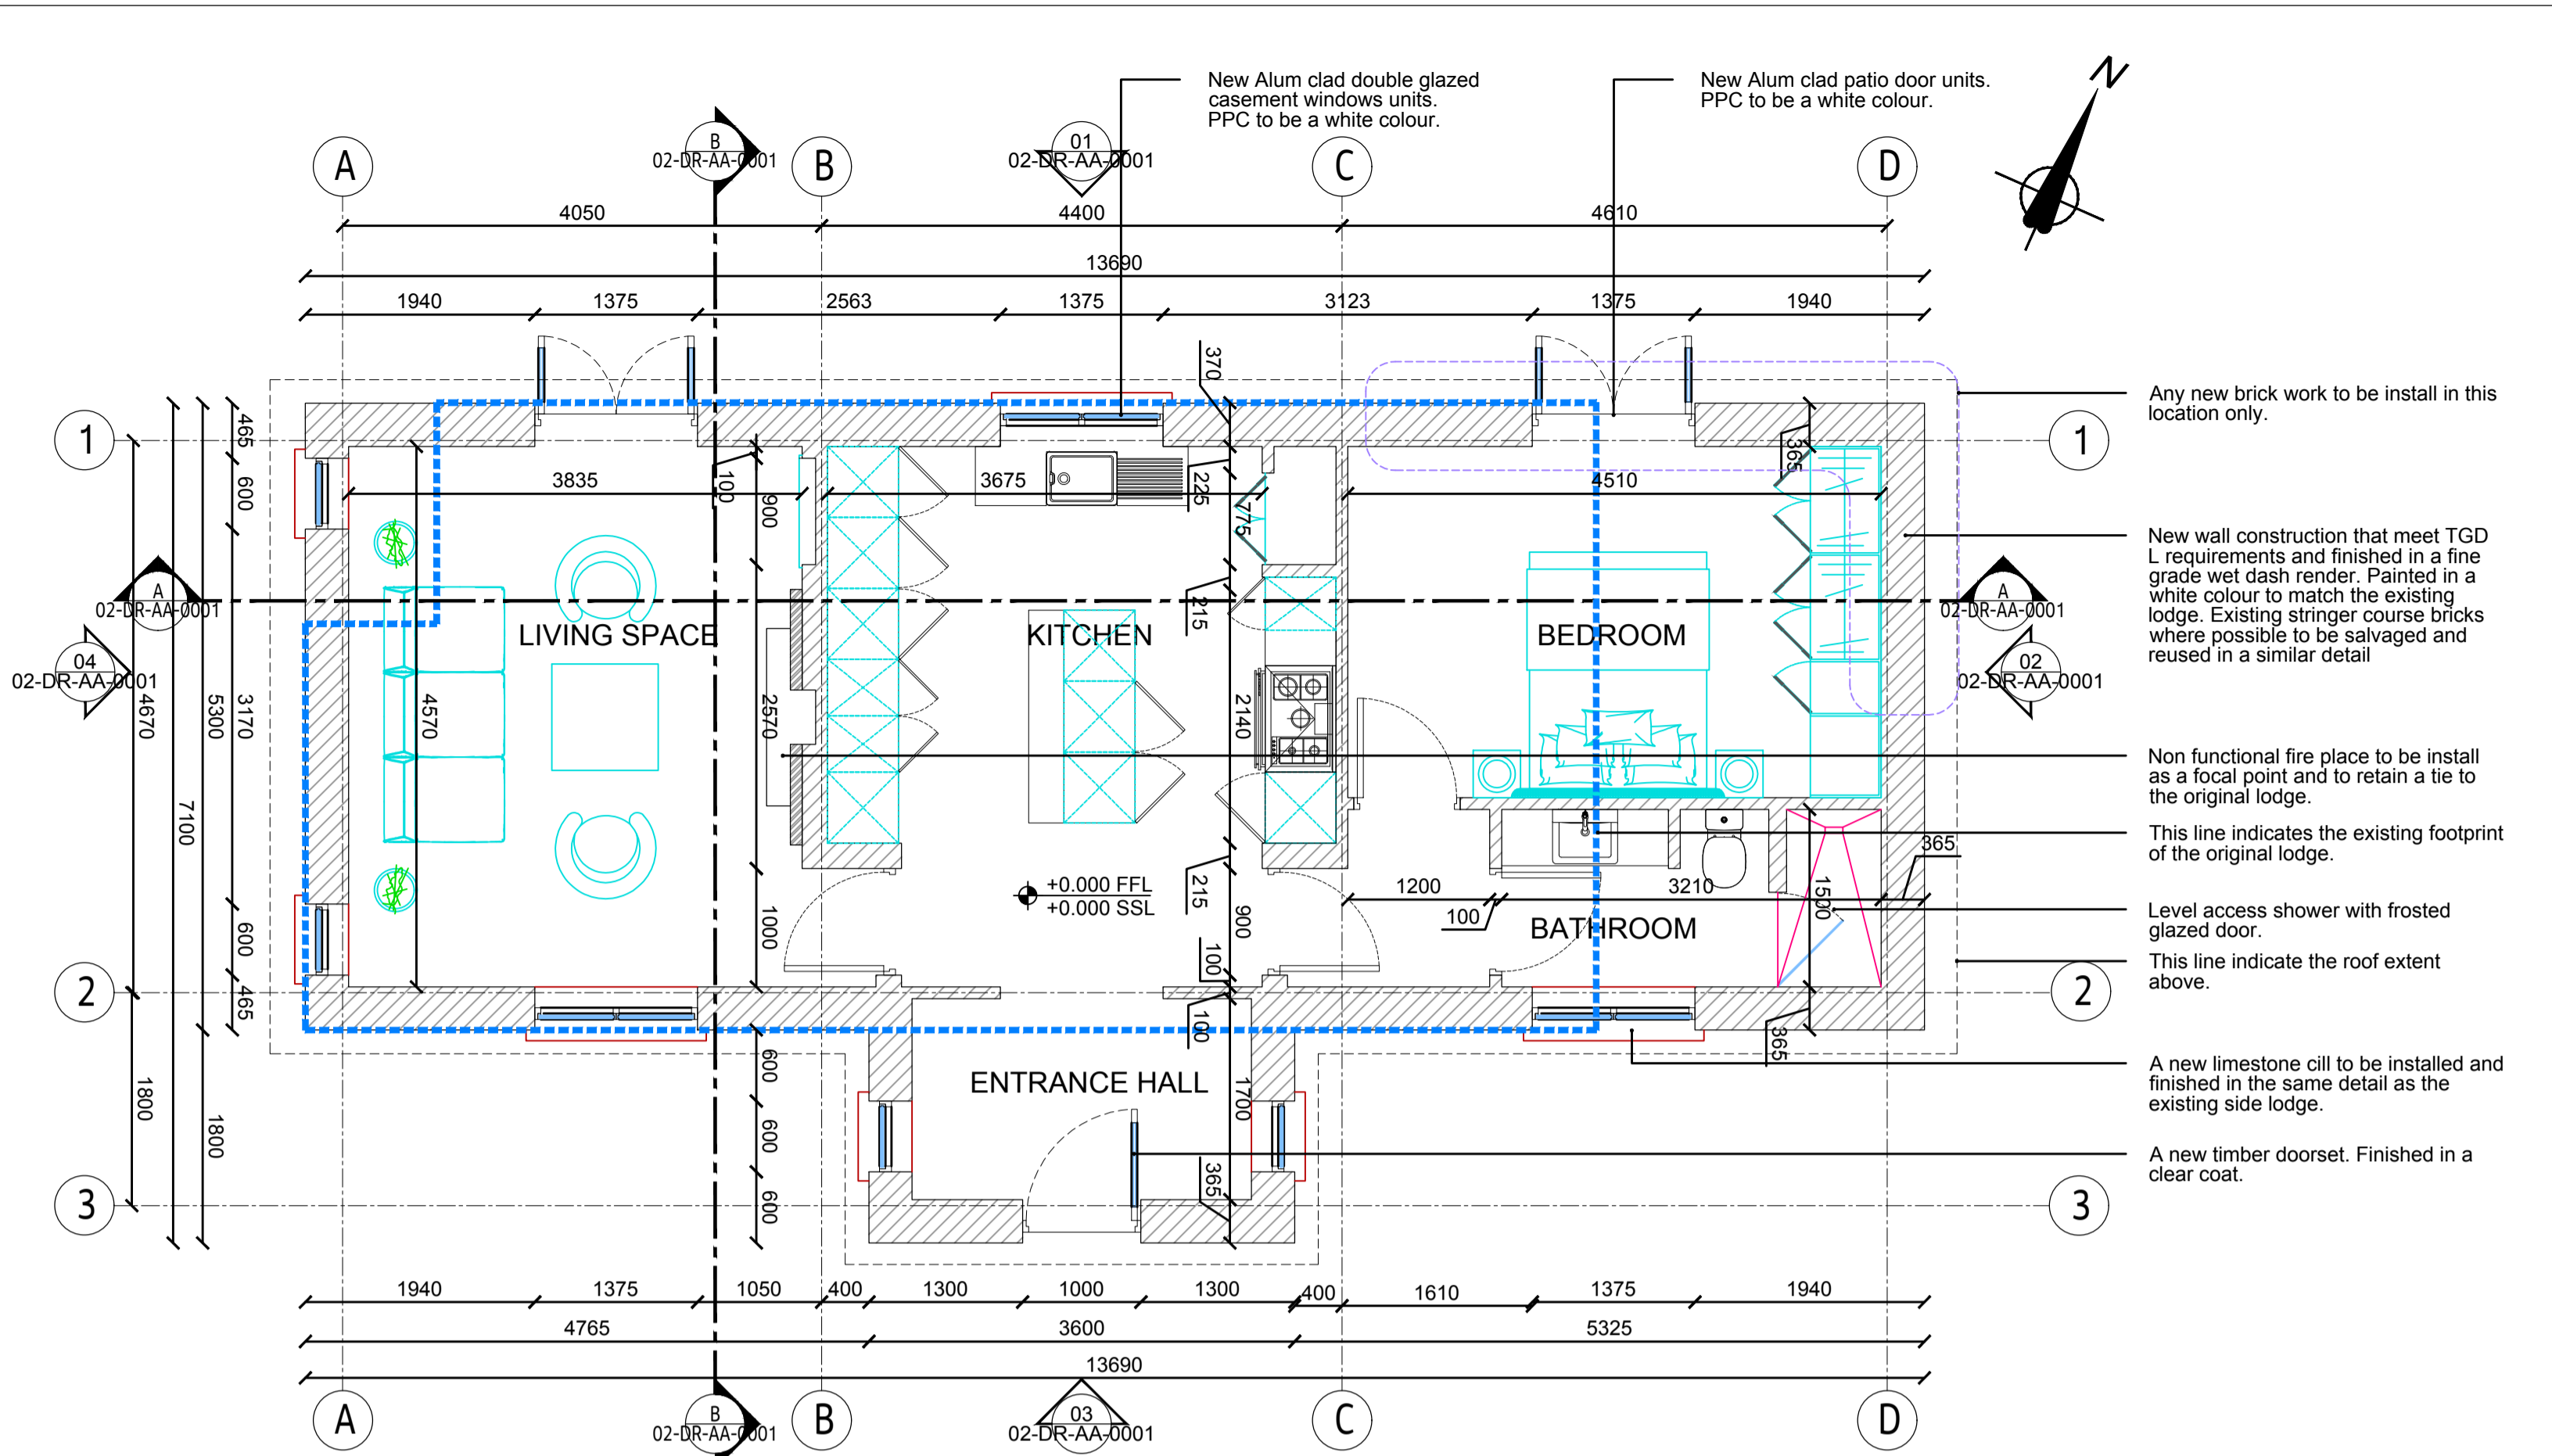 New Alum clad double glazed
casement windows units.
PPC to be a white colour.
New Alum clad patio door units.
PPC to be a white colour.
N
A
B
02-DR-AA-0001
B
01
02-DR-AA-0001
C
D
4050
4400
4610
13690
1940
1375
2563
1375
3123
1375
1940
370
Any new brick work to be install in this
location only.
1
1
465
600
3170
600
465
5300
1800
7100
4670
1800
3835
100
900
3675
225
775
4510
365
New wall construction that meet TGD
L requirements and finished in a fine
grade wet dash render. Painted in a
white colour to match the existing
lodge. Existing stringer course bricks
where possible to be salvaged and
reused in a similar detail
A
02-DR-AA-0001
A
02-DR-AA-0001
215
LIVING SPACE
KITCHEN
BEDROOM
04
02-DR-AA-0001
02
02-DR-AA-0001
4570
2570
2140
Non functional fire place to be install
as a focal point and to retain a tie to
the original lodge.
This line indicates the existing footprint
of the original lodge.
365
+0.000 FFL
+0.000 SSL
215
900
1000
1200
100
3210
1500
Level access shower with frosted
glazed door.
BATHROOM
100
This line indicate the roof extent
above.
2
2
100
365
600
600
600
ENTRANCE HALL
1700
365
A new limestone cill to be installed and
finished in the same detail as the
existing side lodge.
A new timber doorset. Finished in a
clear coat.
3
3
1940
1375
1050
400
1300
1000
1300
400
1610
1375
1940
4765
3600
5325
13690
A
B
02-DR-AA-0001
B
03
02-DR-AA-0001
C
D